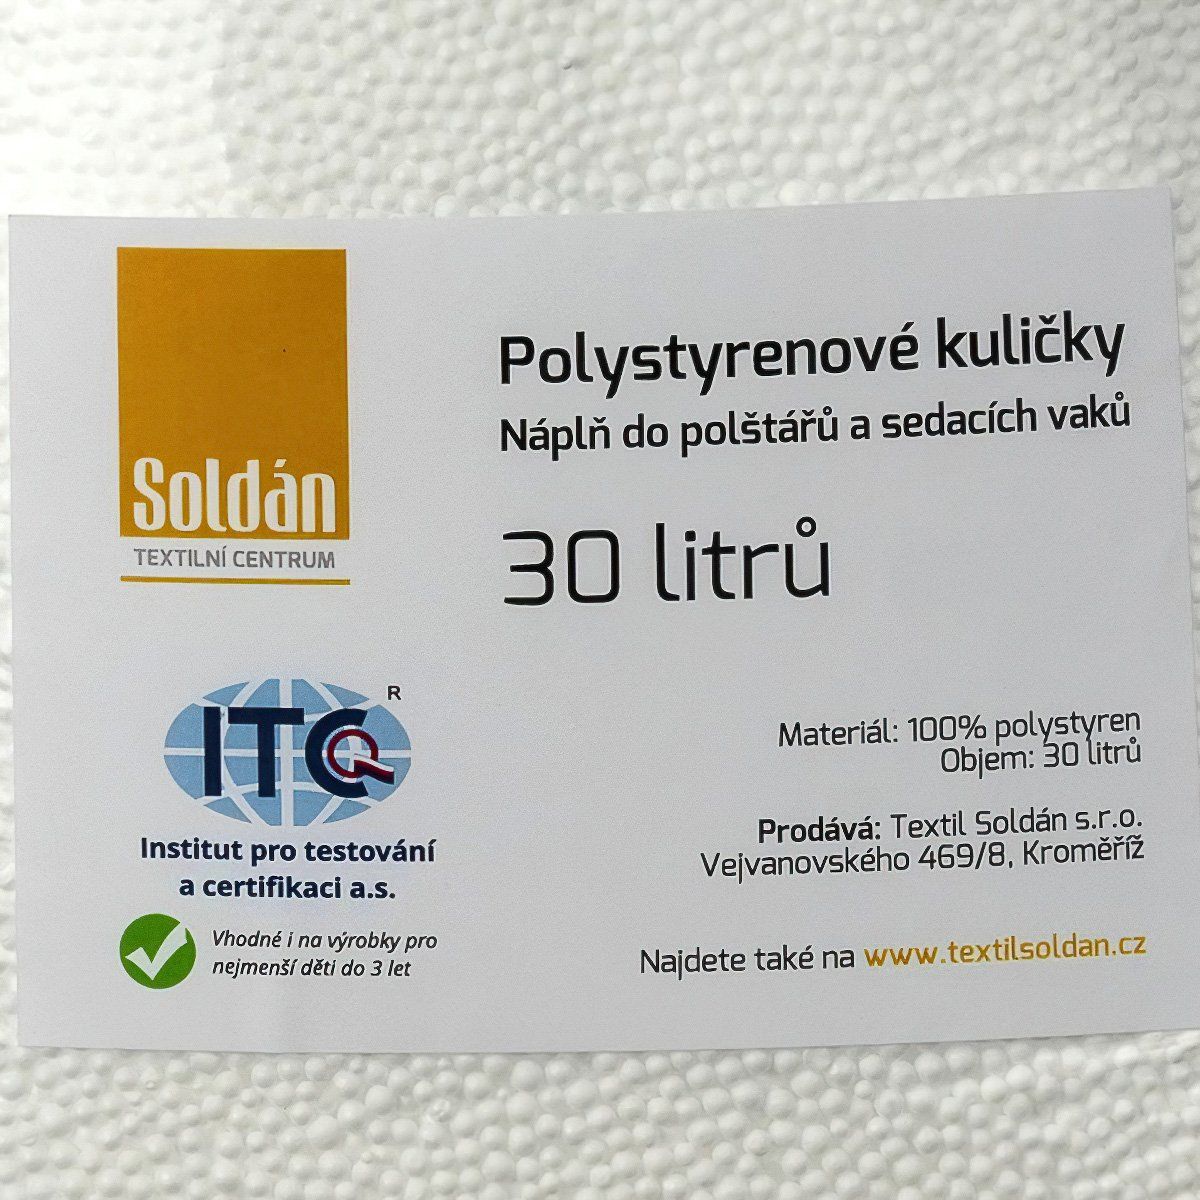 Soldán
TEXTILNÍ CENTRUM
Polystyrenové kuličky
Náplň do polštářů a sedacích vaků
30 litrů
ITC
R
Institut pro testování
a certifikaci a.s.
Vhodné i na výrobky pro
nejmenší děti do 3 let
Materiál: 100% polystyren
Objem: 30 litrů
Prodává: Textil Soldán s.r.o.
Vejvanovského 469/8, Kroměříž
Najdete také na www.textilsoldan.cz